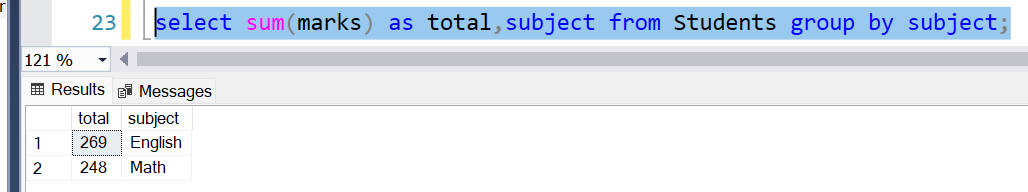 r
23 select sum(marks) as total,subject from Students group by subject;
121 %
Results Messages
total subject
1 269 English
2 248 Math